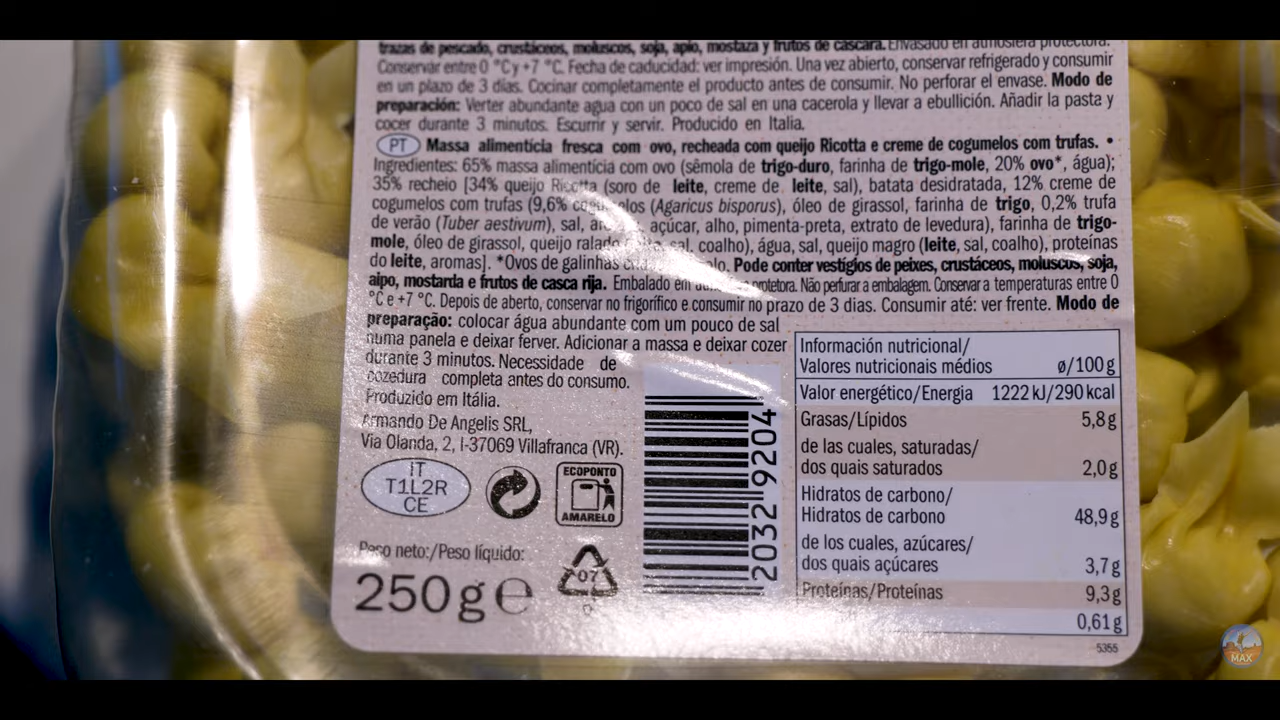 trazas de pescado, crustáceos, moluscos, soja, apio, mostaza y frutos de cáscara. Envasado en atmósfera protectora.
Conservar entre 0 °C y +7 °C. Fecha de caducidad: ver impresión. Una vez abierto, conservar refrigerado y consumir
en un plazo de 3 días. Cocinar completamente el producto antes de consumir. No perforar el envase. Modo de
preparación: Verter abundante agua con un poco de sal en una cacerola y llevar a ebullición. Añadir la pasta y
cocer durante 3 minutos. Escurrir y servir. Producido en Italia.
PT Massa alimentícia fresca com ovo, recheada com queijo Ricotta e creme de cogumelos com trufas. •
Ingredientes: 65% massa alimentícia com ovo (sêmola de trigo-duro, farinha de trigo-mole, 20% ovo*, água);
35% recheio [34% queijo Ricotta (soro de leite, creme de leite, sal), batata desidratada, 12% creme de
cogumelos com trufas (9,6% cogumelos (Agaricus bisporus), óleo de girassol, farinha de trigo, 0,2% trufa
de verão (Tuber aestivum), sal, açúcar, alho, pimenta-preta, extrato de levedura), farinha de trigo-
mole, óleo de girassol, queijo ralado sal, coalho), água, sal, queijo magro (leite, sal, coalho), proteínas
do leite, aromas]. *Ovos de galinhas Pode conter vestígios de peixes, crustáceos, moluscos, soja,
aipo, mostarda e frutos de casca rija. Embalado em protetora. Não perfurar a embalagem. Conservar a temperaturas entre 0
°C e +7 °C. Depois de aberto, conservar no frigorífico e consumir no prazo de 3 dias. Consumir até: ver frente. Modo de
preparação: colocar água abundante com um pouco de sal
numa panela e deixar ferver. Adicionar a massa e deixar cozer
durante 3 minutos. Necessidade de
cozedura completa antes do consumo.
Produzido em Itália.
Armando De Angelis SRL,
Via Olanda, 2, I-37069 Villafranca (VR).
IT
T1L2R
CE
ECOPONTO
AMARELO
Peso neto:/Peso líquido:
250g e
07
2032 9204
Información nutricional/
Valores nutricionais médios ø/100g
Valor energético/Energia 1222 kJ/290 kcal
Grasas/Lípidos 5,8g
de las cuales, saturadas/
dos quais saturados 2,0g
Hidratos de carbono/
Hidratos de carbono 48,9g
de los cuales, azúcares/
dos quais açúcares 3,7g
Proteínas/Proteínas 9,3g
0,61g
5355
MAX